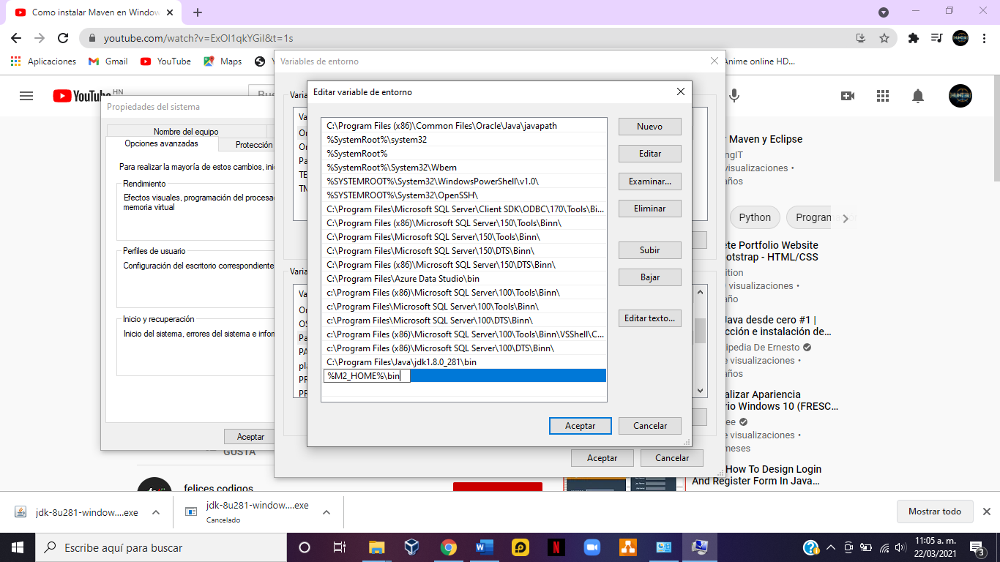 Como instalar Maven en Window
youtube.com/watch?v=ExOl1qkYGiI&t=1s
Aplicaciones
Gmail
YouTube
Maps
Anime online HD...
YouTube HN
Propiedades del sistema
Nombre del equipo
Opciones avanzadas
Protección
Para realizar la mayoría de estos cambios, inic
Rendimiento
Efectos visuales, programación del procesa
memoria virtual
Perfiles de usuario
Configuración del escritorio correspondiente
Inicio y recuperación
Inicio del sistema, errores del sistema e infor
Aceptar
GUSTA
felices codigos
Variables de entorno
Editar variable de entorno
C:\Program Files (x86)\Common Files\Oracle\Java\javapath
%SystemRoot%\system32
%SystemRoot%
%SystemRoot%\System32\Wbem
%SYSTEMROOT%\System32\WindowsPowerShell\v1.0\
%SYSTEMROOT%\System32\OpenSSH\
C:\Program Files\Microsoft SQL Server\Client SDK\ODBC\170\Tools\Bi...
C:\Program Files (x86)\Microsoft SQL Server\150\Tools\Binn\
C:\Program Files\Microsoft SQL Server\150\Tools\Binn\
C:\Program Files\Microsoft SQL Server\150\DTS\Binn\
C:\Program Files (x86)\Microsoft SQL Server\150\DTS\Binn\
C:\Program Files\Azure Data Studio\bin
c:\Program Files (x86)\Microsoft SQL Server\100\Tools\Binn\
c:\Program Files\Microsoft SQL Server\100\Tools\Binn\
c:\Program Files\Microsoft SQL Server\100\DTS\Binn\
c:\Program Files (x86)\Microsoft SQL Server\100\Tools\Binn\VSShell\C...
c:\Program Files (x86)\Microsoft SQL Server\100\DTS\Binn\
C:\Program Files\Java\jdk1.8.0_281\bin
%M2_HOME%\bin
Nuevo
Editar
Examinar...
Eliminar
Subir
Bajar
Editar texto...
Aceptar
Cancelar
Aceptar
Cancelar
y Maven y Eclipse
ngIT
visualizaciones •
años
Python
Program
ete Portfolio Website
otstrap - HTML/CSS
ition
visualizaciones •
año
Java desde cero #1 |
cción e instalación de...
ipedia De Ernesto
visualizaciones •
años
alizar Apariencia
rio Windows 10 (FRESC...
ee
visualizaciones •
meses
How To Design Login
And Register Form In Java...
jdk-8u281-window....exe
jdk-8u281-window....exe
Cancelado
Mostrar todo
Escribe aquí para buscar
11:05 a. m.
22/03/2021
3